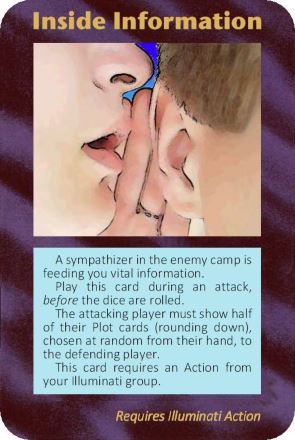 Inside Information
A sympathizer in the enemy camp is
feeding you vital information.
Play this card during an attack,
before the dice are rolled.
The attacking player must show half
of their Plot cards (rounding down),
chosen at random from their hand, to
the defending player.
This card requires an Action from
your Illuminati group.
Requires Illuminati Action